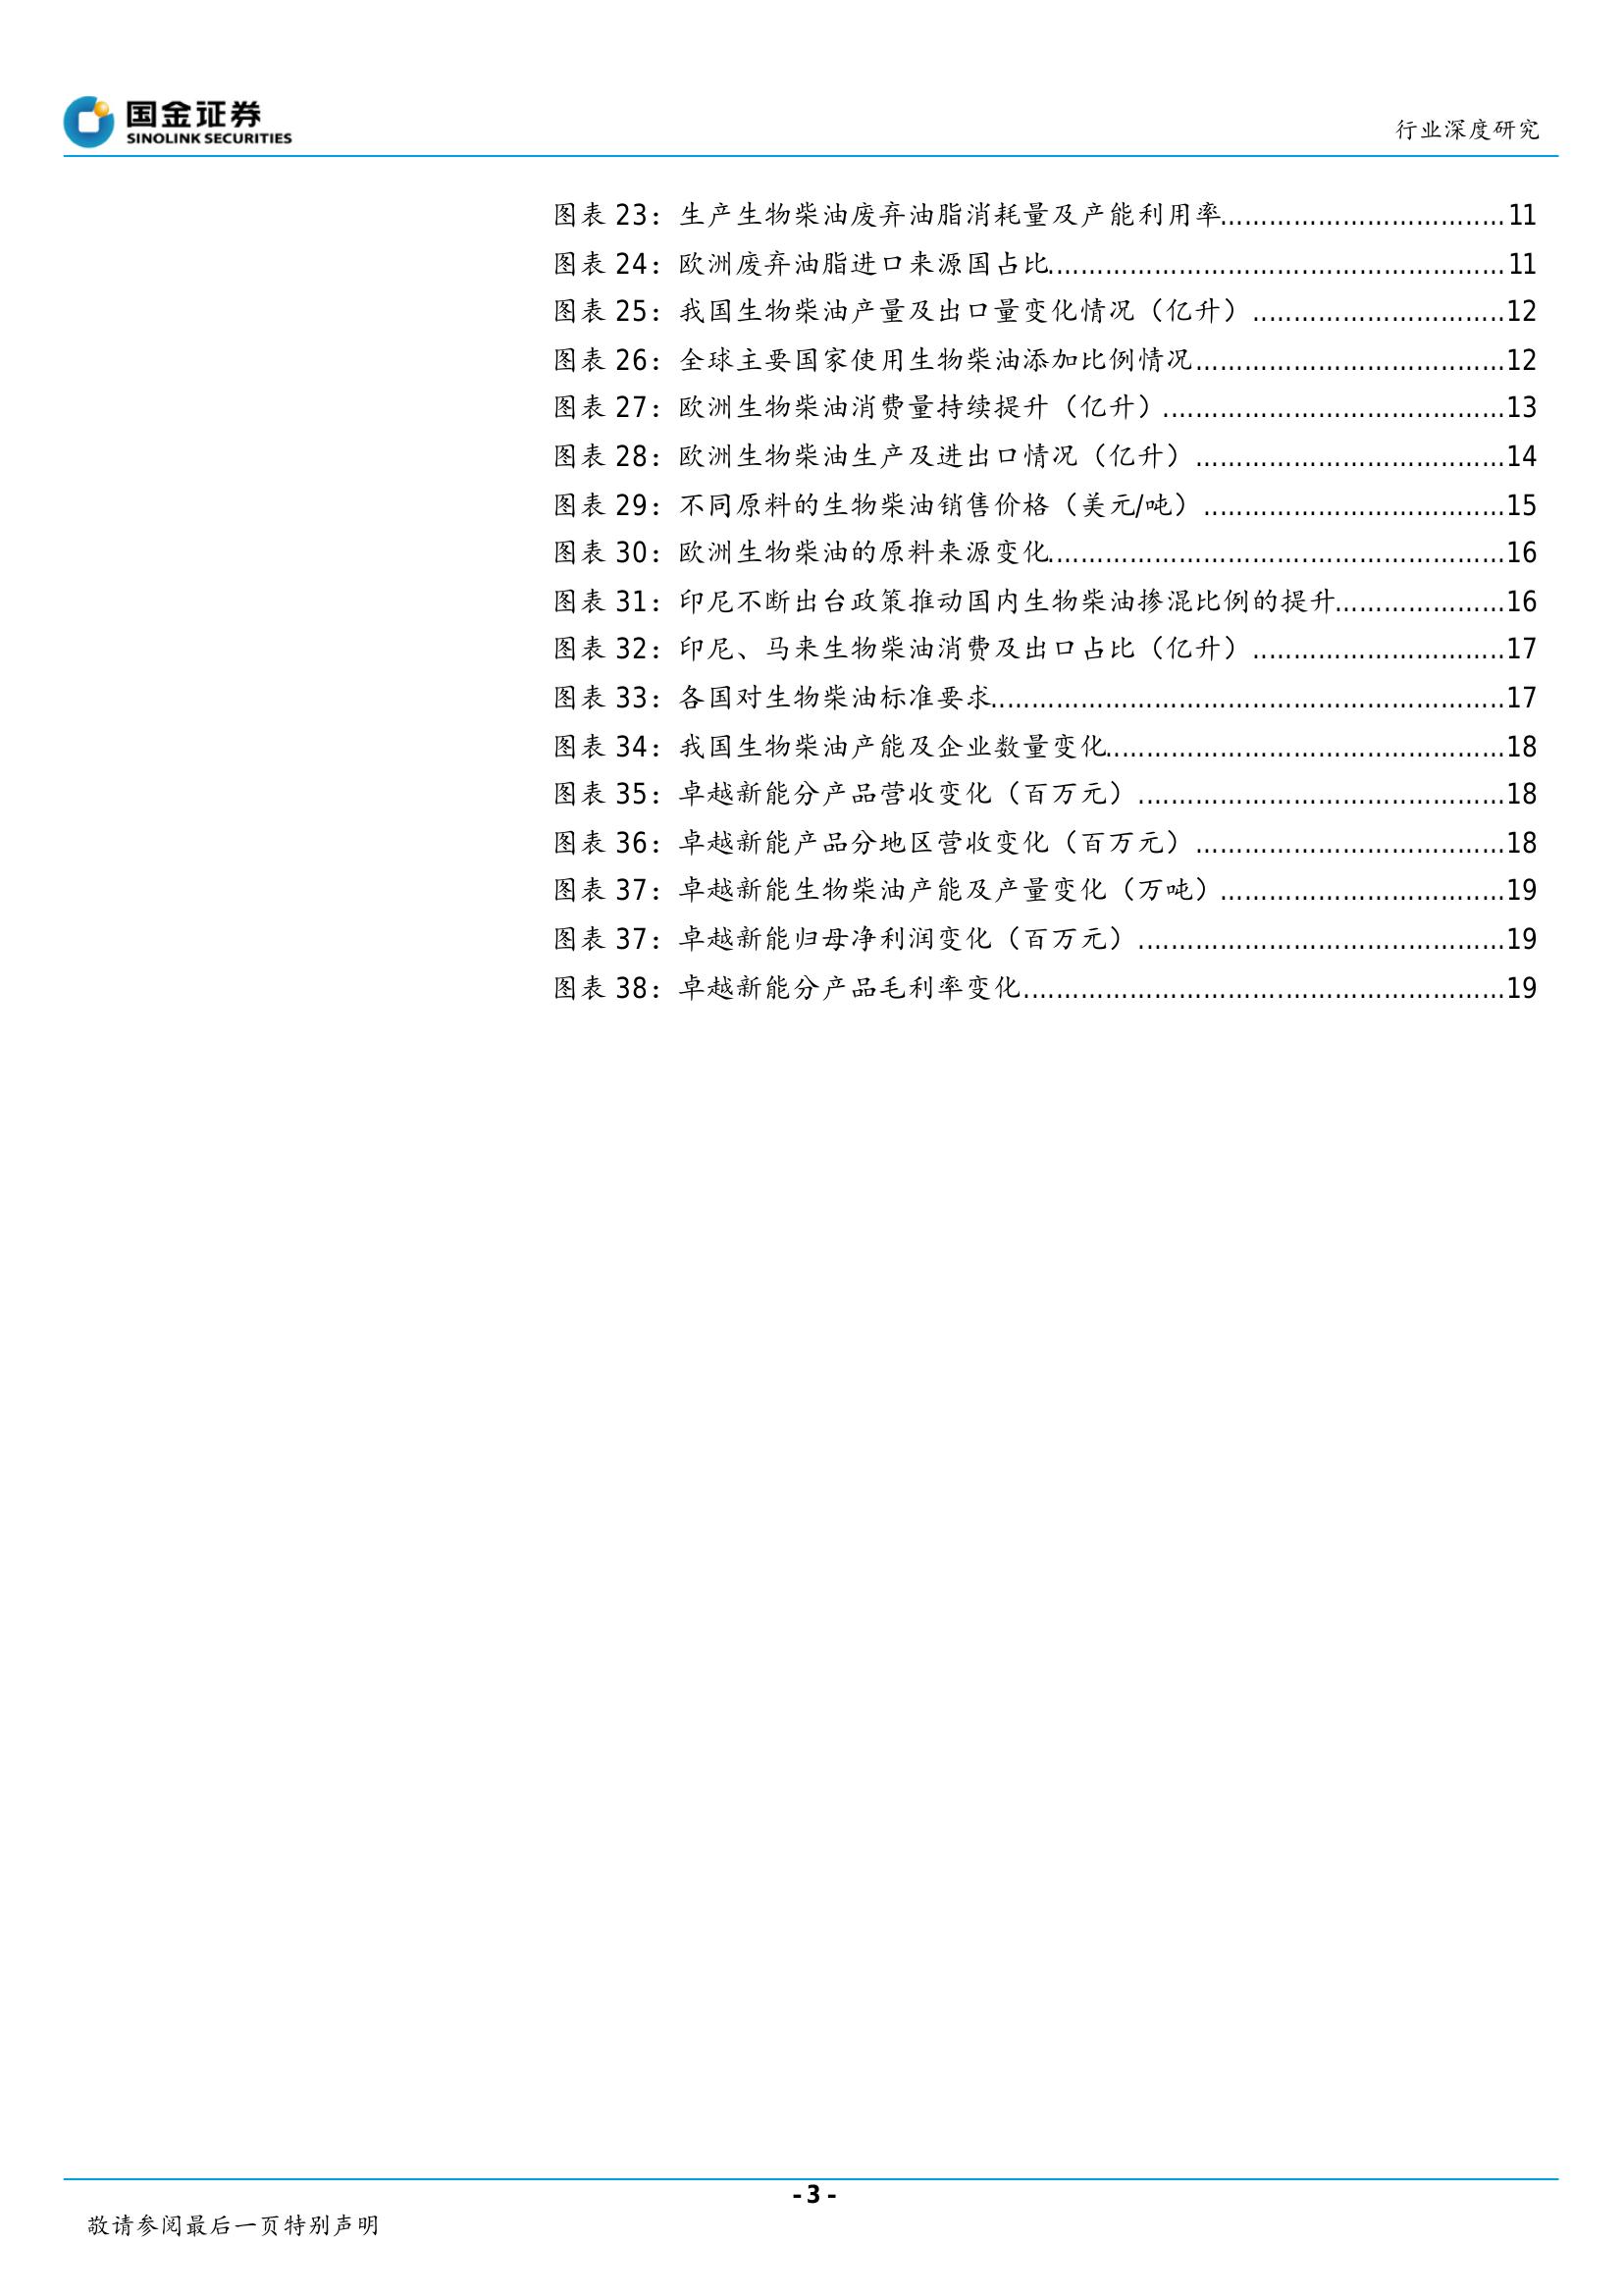 国金证券
SINOLINK SECURITIES
行业深度研究
图表 23：生产生物柴油废弃油脂消耗量及产能利用率................................... 11
图表 24：欧洲废弃油脂进口来源国占比........................................................ 11
图表 25：我国生物柴油产量及出口量变化情况（亿升）............................... 12
图表 26：全球主要国家使用生物柴油添加比例情况...................................... 12
图表 27：欧洲生物柴油消费量持续提升（亿升）.......................................... 13
图表 28：欧洲生物柴油生产及进出口情况（亿升）...................................... 14
图表 29：不同原料的生物柴油销售价格（美元/吨）..................................... 15
图表 30：欧洲生物柴油的原料来源变化........................................................ 16
图表 31：印尼不断出台政策推动国内生物柴油掺混比例的提升..................... 16
图表 32：印尼、马来生物柴油消费及出口占比（亿升）............................... 17
图表 33：各国对生物柴油标准要求............................................................... 17
图表 34：我国生物柴油产能及企业数量变化................................................. 18
图表 35：卓越新能分产品营收变化（百万元）............................................. 18
图表 36：卓越新能产品分地区营收变化（百万元）...................................... 18
图表 37：卓越新能生物柴油产能及产量变化（万吨）................................... 19
图表 37：卓越新能归母净利润变化（百万元）............................................. 19
图表 38：卓越新能分产品毛利率变化........................................................... 19
- 3 -
敬请参阅最后一页特别声明